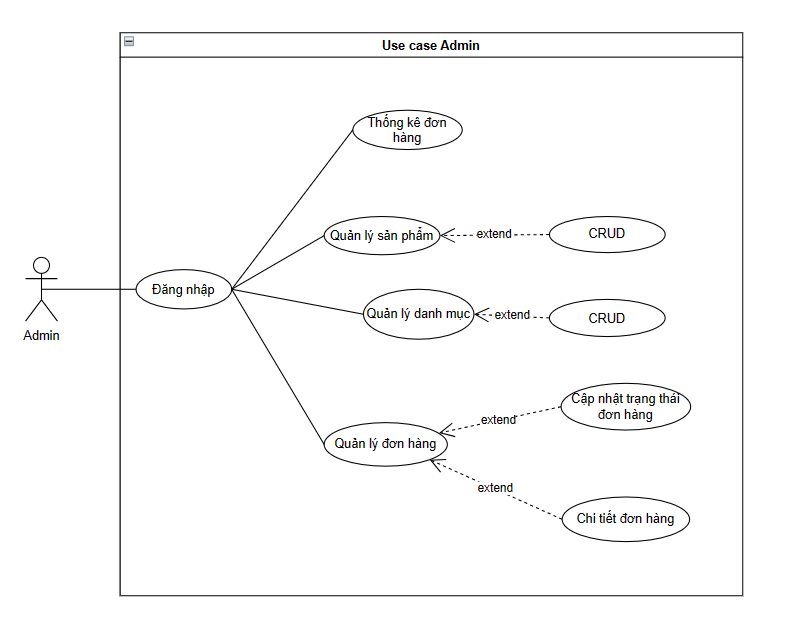 Use case Admin
Thống kê đơn
hàng
Quản lý sản phẩm
extend
CRUD
Đăng nhập
Admin
Quản lý danh mục
extend
CRUD
Cập nhật trạng thái
đơn hàng
extend
Quản lý đơn hàng
extend
Chi tiết đơn hàng